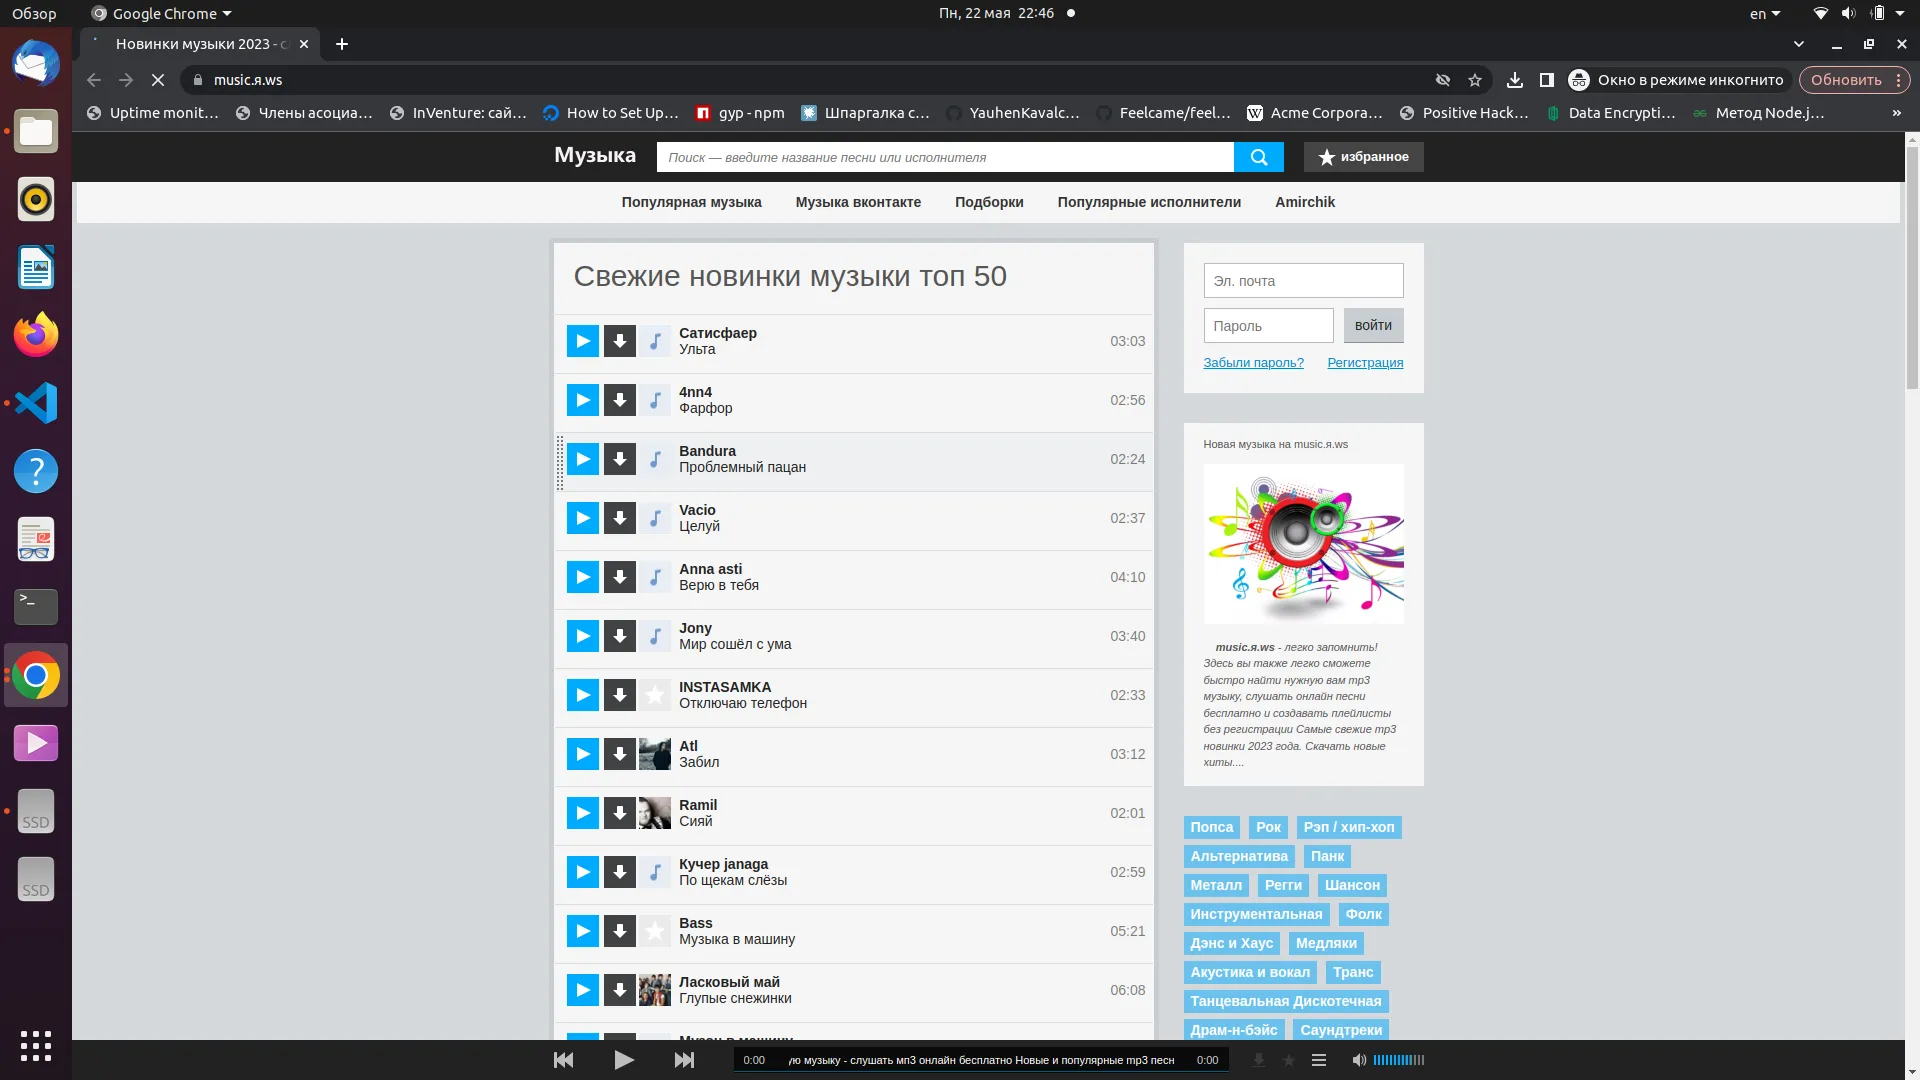 Обзор
Google Chrome
Пн, 22 мая 22:46
en
Новинки музыки 2023 - с
music.я.ws
Окно в режиме инкогнито
Обновить
Uptime monit…
Члены асоциа…
InVenture: сай…
How to Set Up…
gyp - npm
Шпаргалка с…
YauhenKavalc…
Feelcame/feel…
Acme Corpora…
Positive Hack…
Data Encrypti…
Метод Node.j…
»
Музыка
Поиск — введите название песни или исполнителя
избранное
Популярная музыка
Музыка вконтакте
Подборки
Популярные исполнители
Amirchik
Свежие новинки музыки топ 50
Сатисфаер
Ульта
03:03
4nn4
Фарфор
02:56
Bandura
Проблемный пацан
02:24
Vacio
Целуй
02:37
Anna asti
Верю в тебя
04:10
Jony
Мир сошёл с ума
03:40
INSTASAMKA
Отключаю телефон
02:33
Atl
Забил
03:12
Ramil
Сияй
02:01
Кучер janaga
По щекам слёзы
02:59
Bass
Музыка в машину
05:21
Ласковый май
Глупые снежинки
06:08
Эл. почта
Пароль
войти
Забыли пароль?
Регистрация
Новая музыка на music.я.ws
music.я.ws - легко запомнить!
Здесь вы также легко сможете
быстро найти нужную вам mp3
музыку, слушать онлайн песни
бесплатно и создавать плейлисты
без регистрации Самые свежие mp3
новинки 2023 года. Скачать новые
хиты....
Попса
Рок
Рэп / хип-хоп
Альтернатива
Панк
Металл
Регги
Шансон
Инструментальная
Фолк
Дэнс и Хаус
Медляки
Акустика и вокал
Транс
Танцевальная Дискотечная
Драм-н-бэйс
Саундтреки
SSD
SSD
0:00
ую музыку - слушать мп3 онлайн бесплатно Новые и популярные mp3 песн
0:00